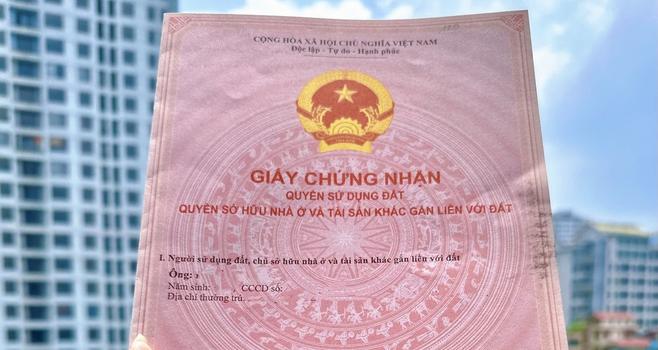 CỘNG HÒA XÃ HỘI CHỦ NGHĨA VIỆT NAM
Độc lập - Tự do - Hạnh phúc
GIẤY CHỨNG NHẬN
QUYỀN SỬ DỤNG ĐẤT
QUYỀN SỞ HỮU NHÀ Ở VÀ TÀI SẢN KHÁC GẮN LIỀN VỚI ĐẤT
I. Người sử dụng đất, chủ sở hữu nhà ở và tài sản khác gắn liền với đất
Ông:
Năm sinh: CCCD số:
Địa chỉ thường trú: